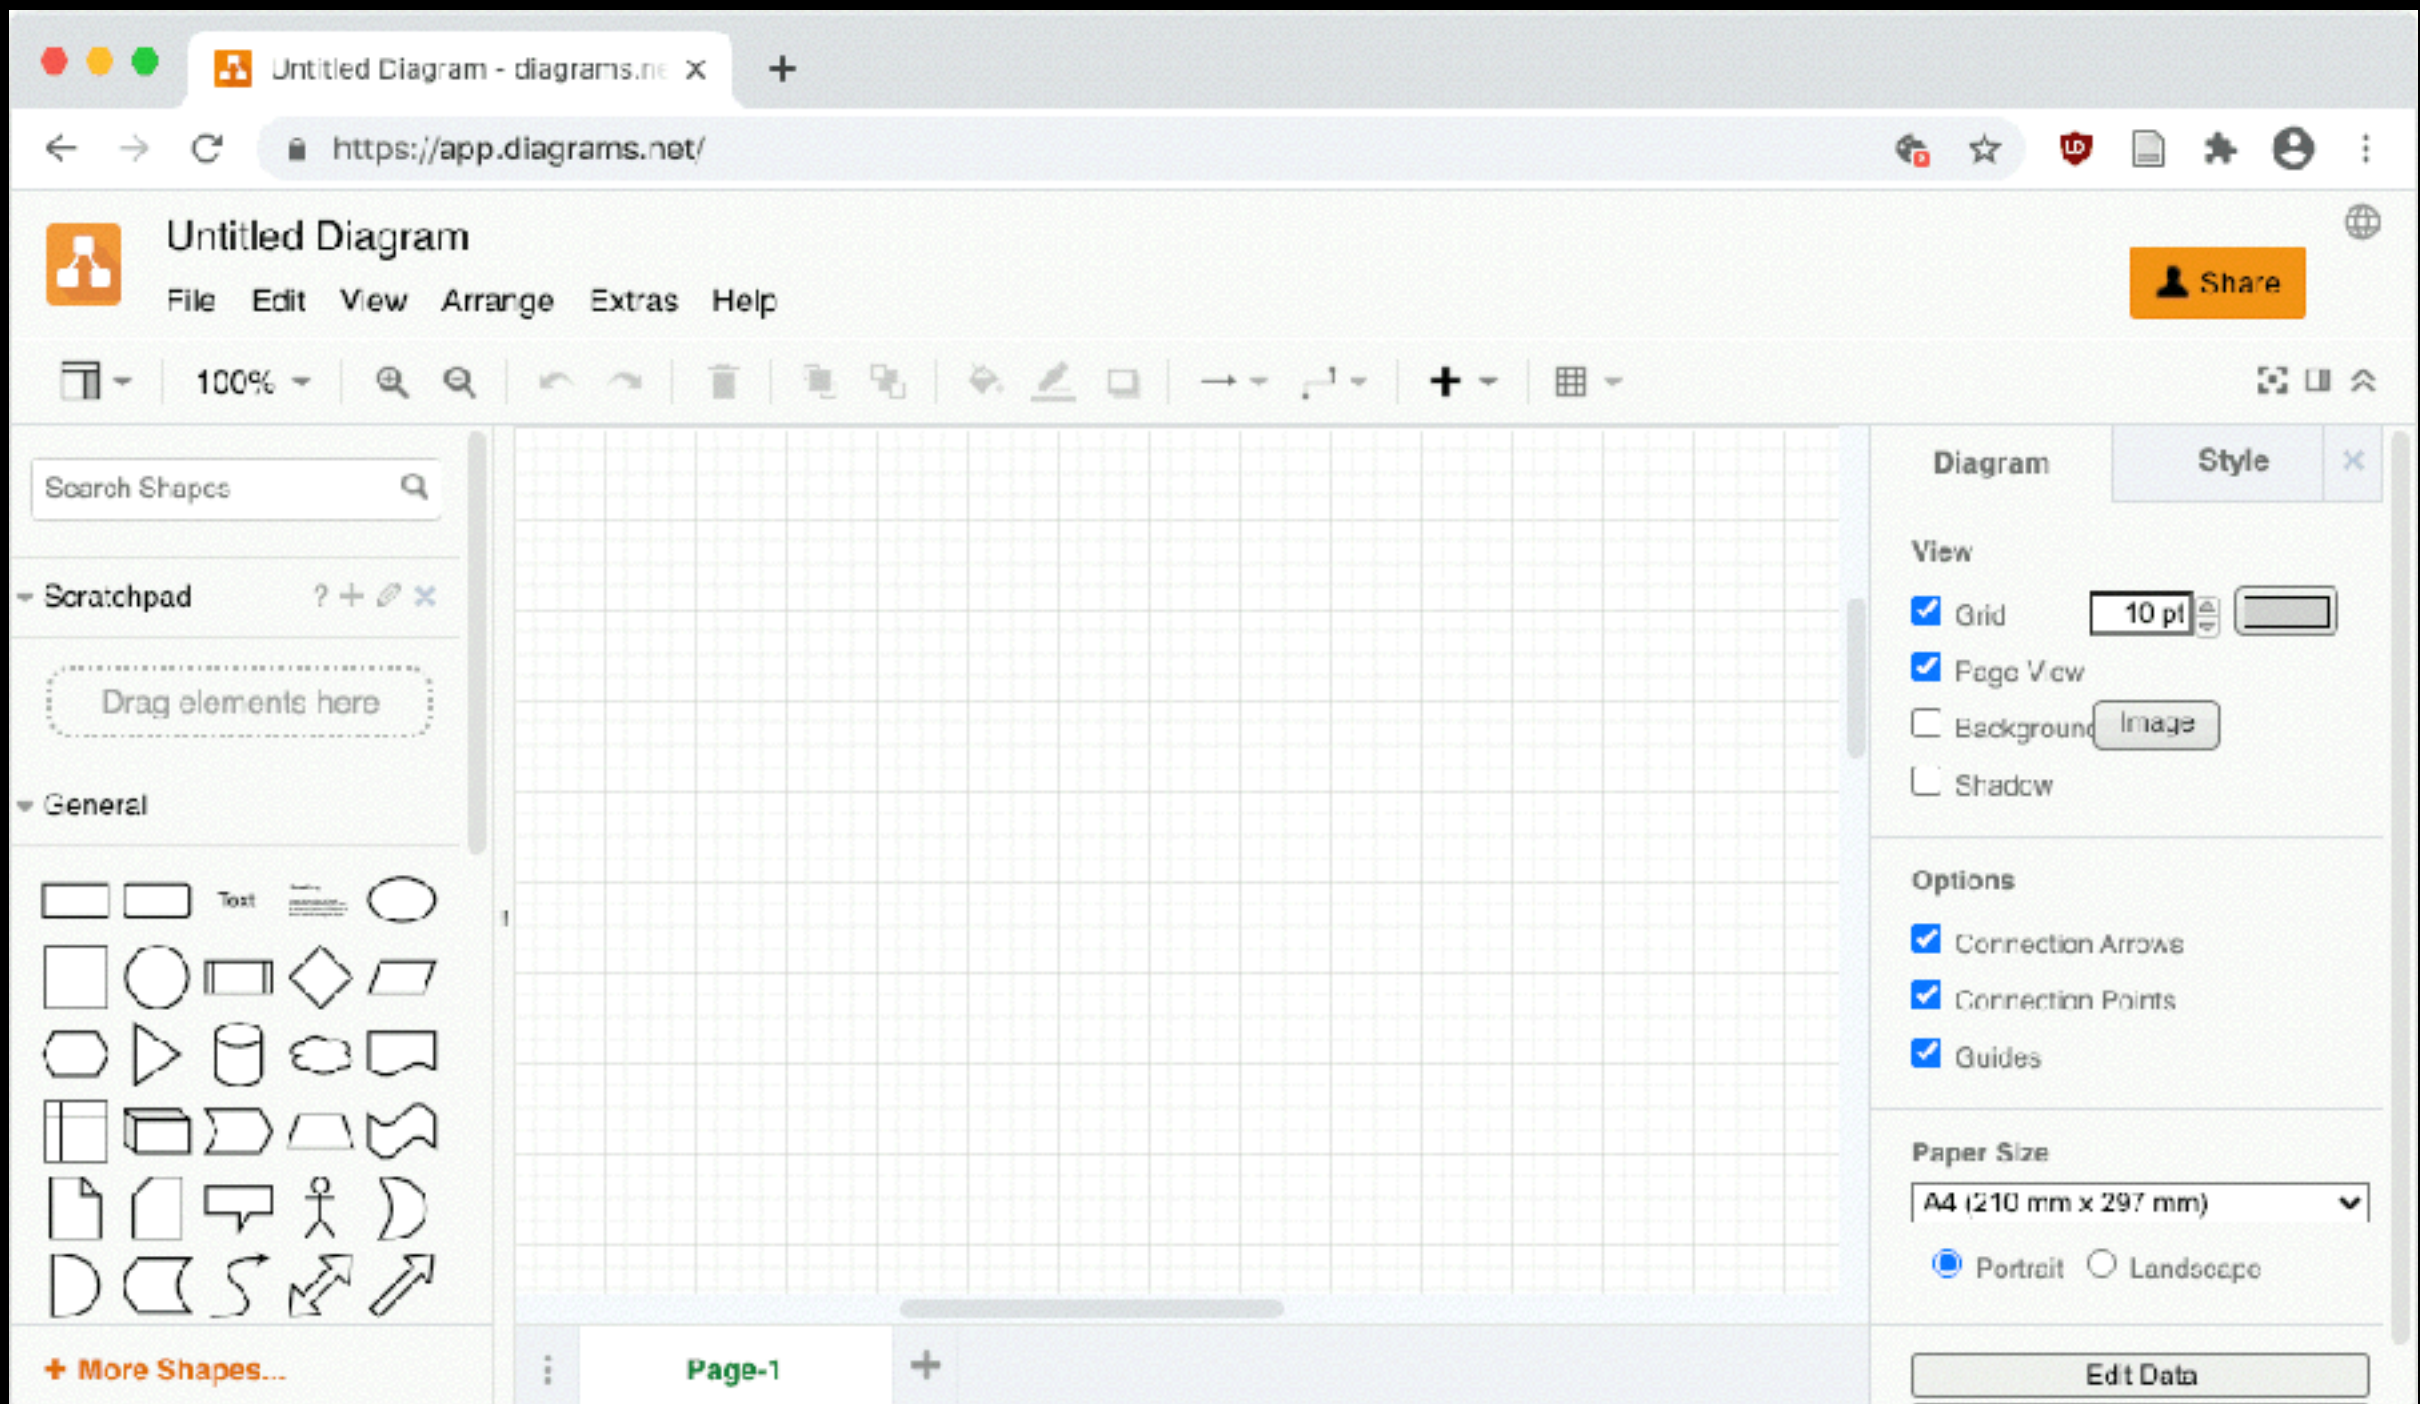 Untitled Diagram - diagrams.ne
https://app.diagrams.net/
Untitled Diagram
File Edit View Arrange Extras Help
Share
100%
Search Shapes
Scratchpad
?
Drag elements here
General
Text
+ More Shapes...
Page-1
Diagram Style
View
Grid 10 pt
Page View
Background Image
Shadow
Options
Connection Arrows
Connection Points
Guides
Paper Size
A4 (210 mm x 297 mm)
Portrait Landscape
Edit Data